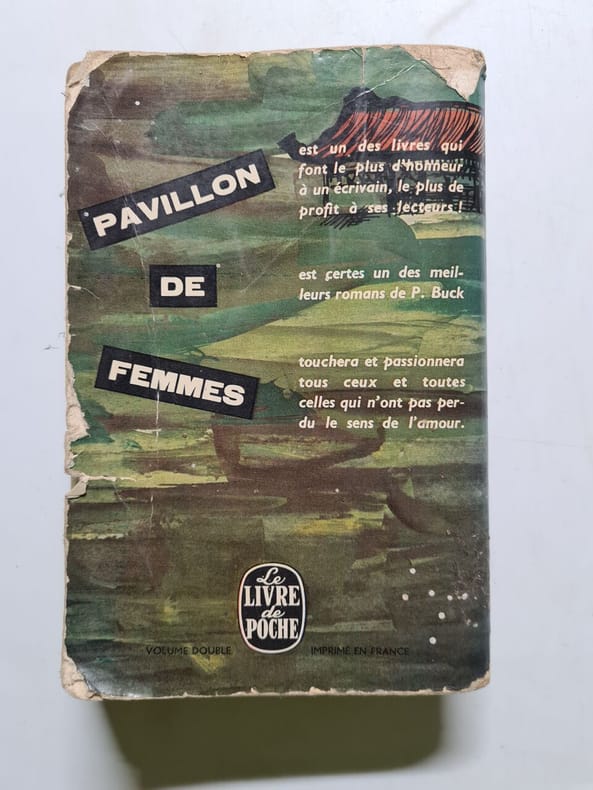 PAVILLON
est un des livres qui
font le plus d'honneur
à un écrivain, le plus de
profit à ses lecteurs !
DE
est certes un des meil-
leurs romans de P. Buck
FEMMES
touchera et passionnera
tous ceux et toutes
celles qui n'ont pas per-
du le sens de l'amour.
Le
LIVRE
de
POCHE
VOLUME DOUBLE
IMPRIMÉ EN FRANCE